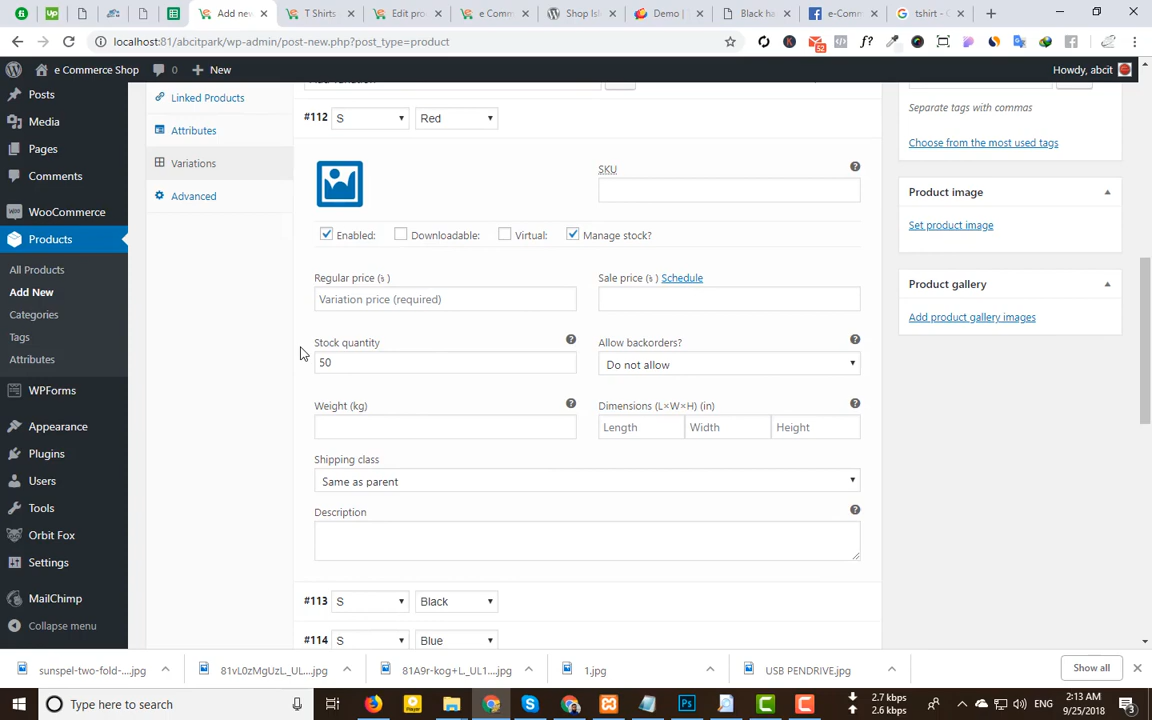 Add new
T Shirts
Edit pro
e Comm
Shop Isl
Demo |
Black ha
e-Comm
tshirt - G
localhost:81/abcitpark/wp-admin/post-new.php?post_type=product
52
e Commerce Shop
0
New
Howdy, abcit
Posts
Media
Pages
Comments
WooCommerce
Products
All Products
Add New
Categories
Tags
Attributes
WPForms
Appearance
Plugins
Users
Tools
Orbit Fox
Settings
MailChimp
Collapse menu
Linked Products
Attributes
Variations
Advanced
#112 S Red
SKU
Enabled: Downloadable: Virtual: Manage stock?
Regular price (৳ )
Sale price (৳ ) Schedule
Variation price (required)
Stock quantity
Allow backorders?
50
Do not allow
Weight (kg)
Dimensions (L×W×H) (in)
Length Width Height
Shipping class
Same as parent
Description
#113 S Black
#114 S Blue
Separate tags with commas
Choose from the most used tags
Product image
Set product image
Product gallery
Add product gallery images
sunspel-two-fold-....jpg
81vL0zMgUzL._UL....jpg
81A9r-kog+L._UL1....jpg
1.jpg
USB PENDRIVE.jpg
Show all
Type here to search
2.7 kbps
2.6 kbps
ENG
2:13 AM
9/25/2018
3